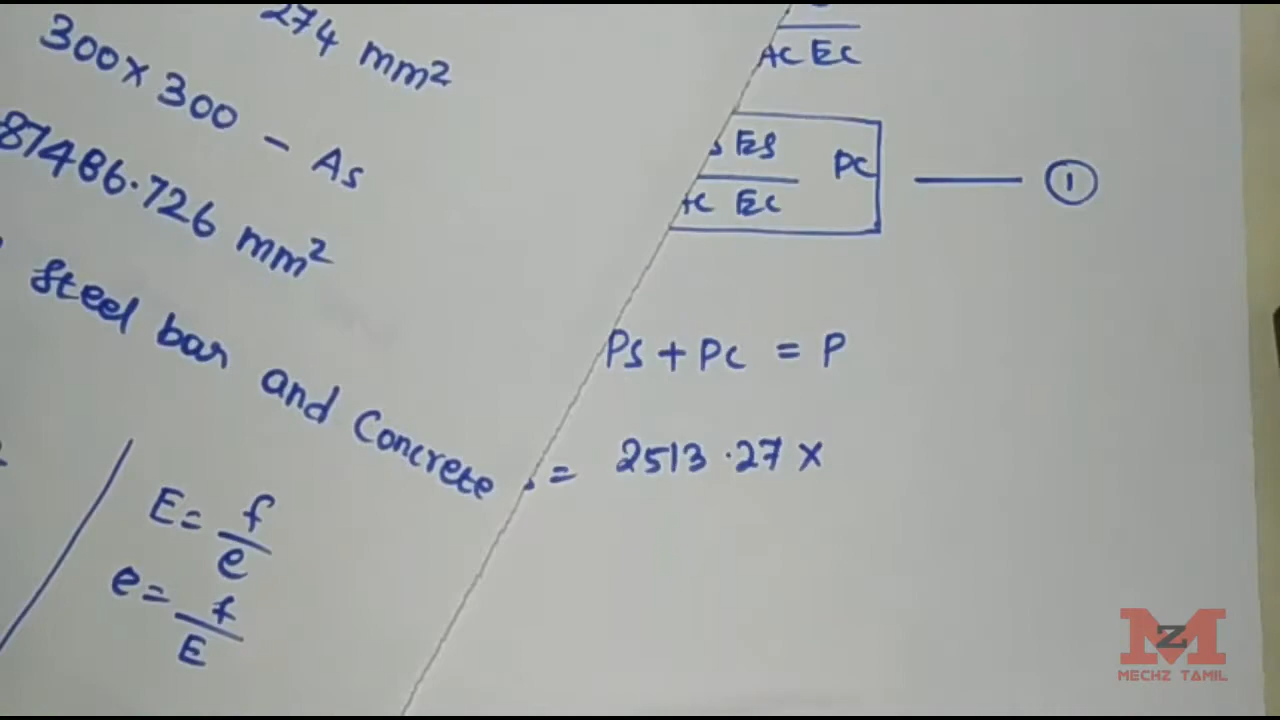 274 mm²
300 × 300 - As
87486.726 mm²
steel bar and Concrete
E = f/e
e = f/E
AC EC
s Es
C EC
PC
①
Ps + Pc = P
= 2513.27 ×
MZ
MECHZ TAMIL